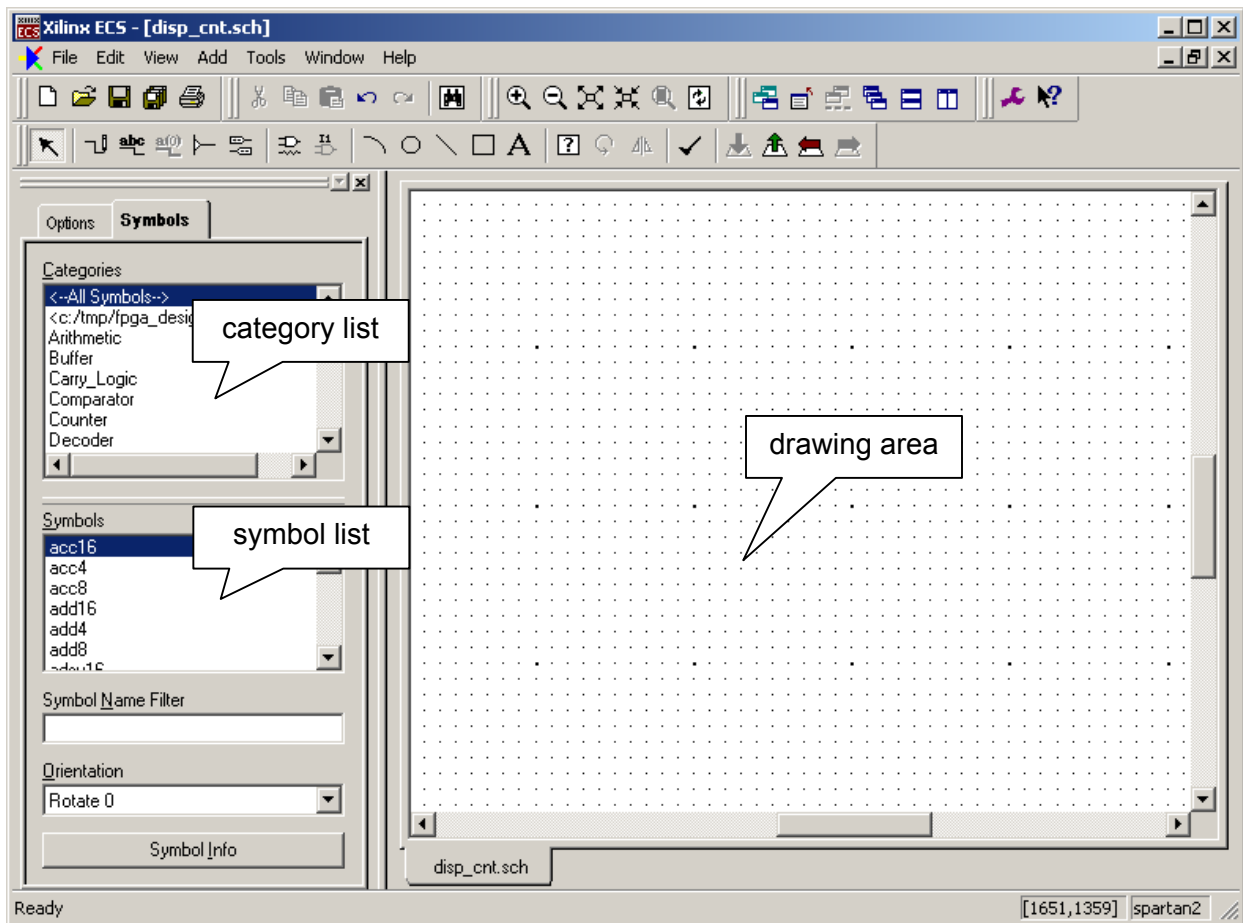 Xilinx ECS - [disp_cnt.sch]
File Edit View Add Tools Window Help
Options Symbols
Categories
<--All Symbols-->
<c:/tmp/fpga_desig
Arithmetic
Buffer
Carry_Logic
Comparator
Counter
Decoder
category list
Symbols
acc16
acc4
acc8
add16
add4
add8
symbol list
Symbol Name Filter
Orientation
Rotate 0
Symbol Info
drawing area
disp_cnt.sch
Ready [1651,1359] spartan2